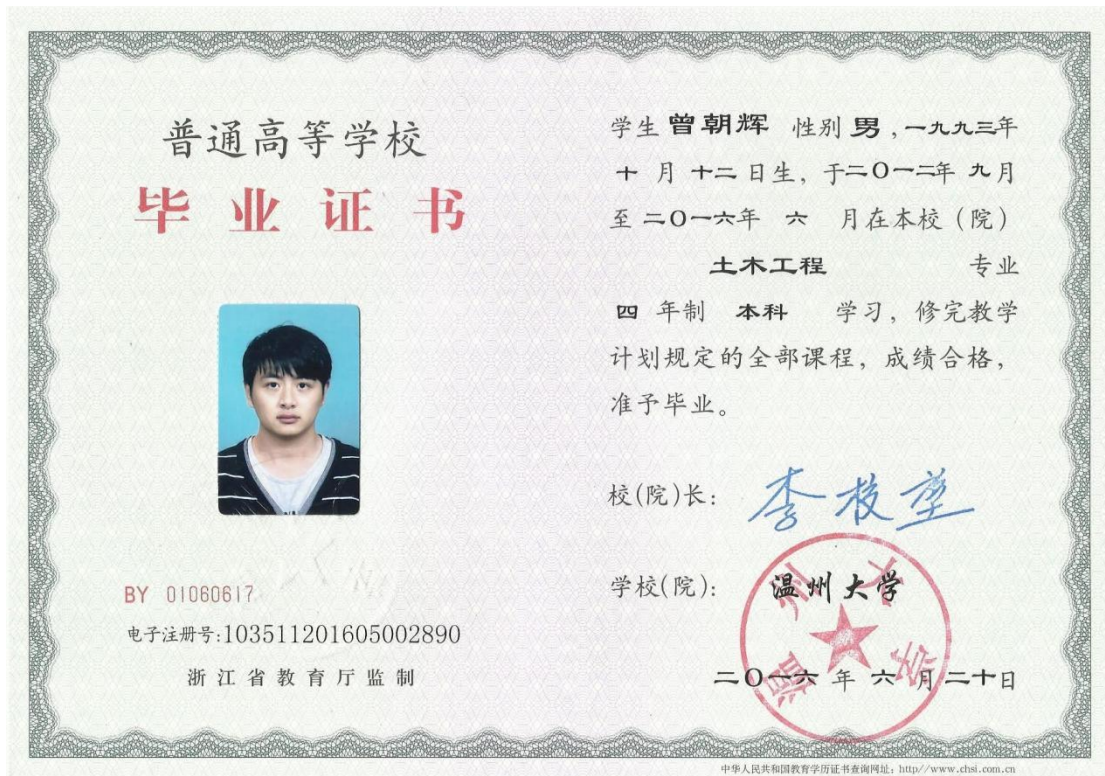 普通高等学校
毕业证书
BY 01060617
电子注册号:103511201605002890
浙江省教育厅监制
学生 曾朝辉 性别 男 ,一九九三年
十 月 十二 日生, 于二〇一二年 九月
至 二〇一六年 六 月在本校(院)
土木工程 专业
四 年制 本科 学习, 修完教学
计划规定的全部课程, 成绩合格,
准予毕业。
校(院)长:
学校(院): 温州大学
温州大学
二〇一六 年 六 月二十日
中华人民共和国教育学历证书查询网址: http//www.chsi.com.cn